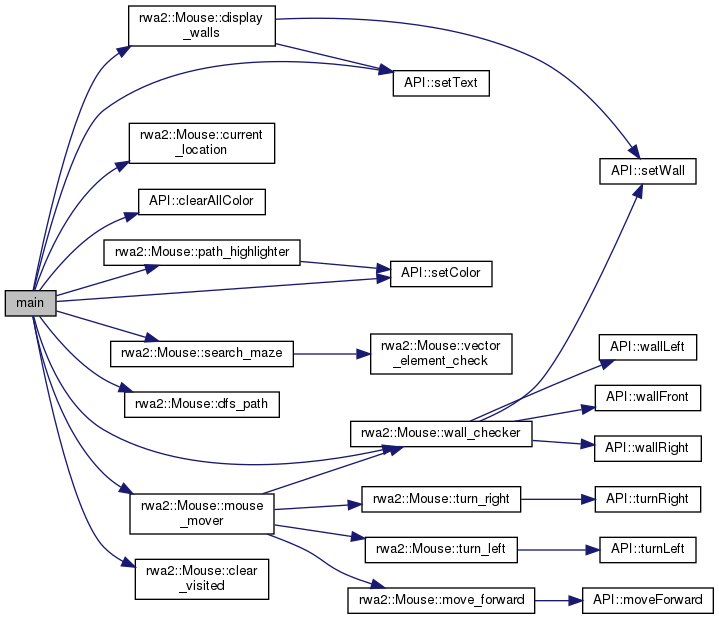 main
rwa2::Mouse::display
_walls
API::setText
rwa2::Mouse::current
_location
API::setWall
API::clearAllColor
rwa2::Mouse::path_highlighter
API::setColor
rwa2::Mouse::search_maze
rwa2::Mouse::vector
_element_check
API::wallLeft
rwa2::Mouse::dfs_path
API::wallFront
rwa2::Mouse::wall_checker
API::wallRight
rwa2::Mouse::mouse
_mover
rwa2::Mouse::turn_right
API::turnRight
rwa2::Mouse::turn_left
API::turnLeft
rwa2::Mouse::clear
_visited
rwa2::Mouse::move_forward
API::moveForward